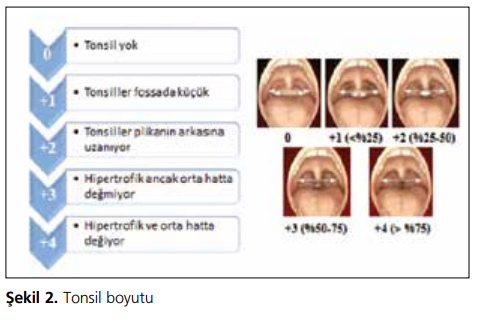 0
• Tonsil yok
+1
• Tonsiller fossada küçük
+2
• Tonsiller plikanın arkasına
uzanıyor
+3
• Hipertrofik ancak orta hatta
değmiyor
+4
• Hipertrofik ve orta hatta
değiyor
0 +1 (<%25) +2 (%25-50)
+3 (%50-75) +4 (> %75)
Şekil 2. Tonsil boyutu